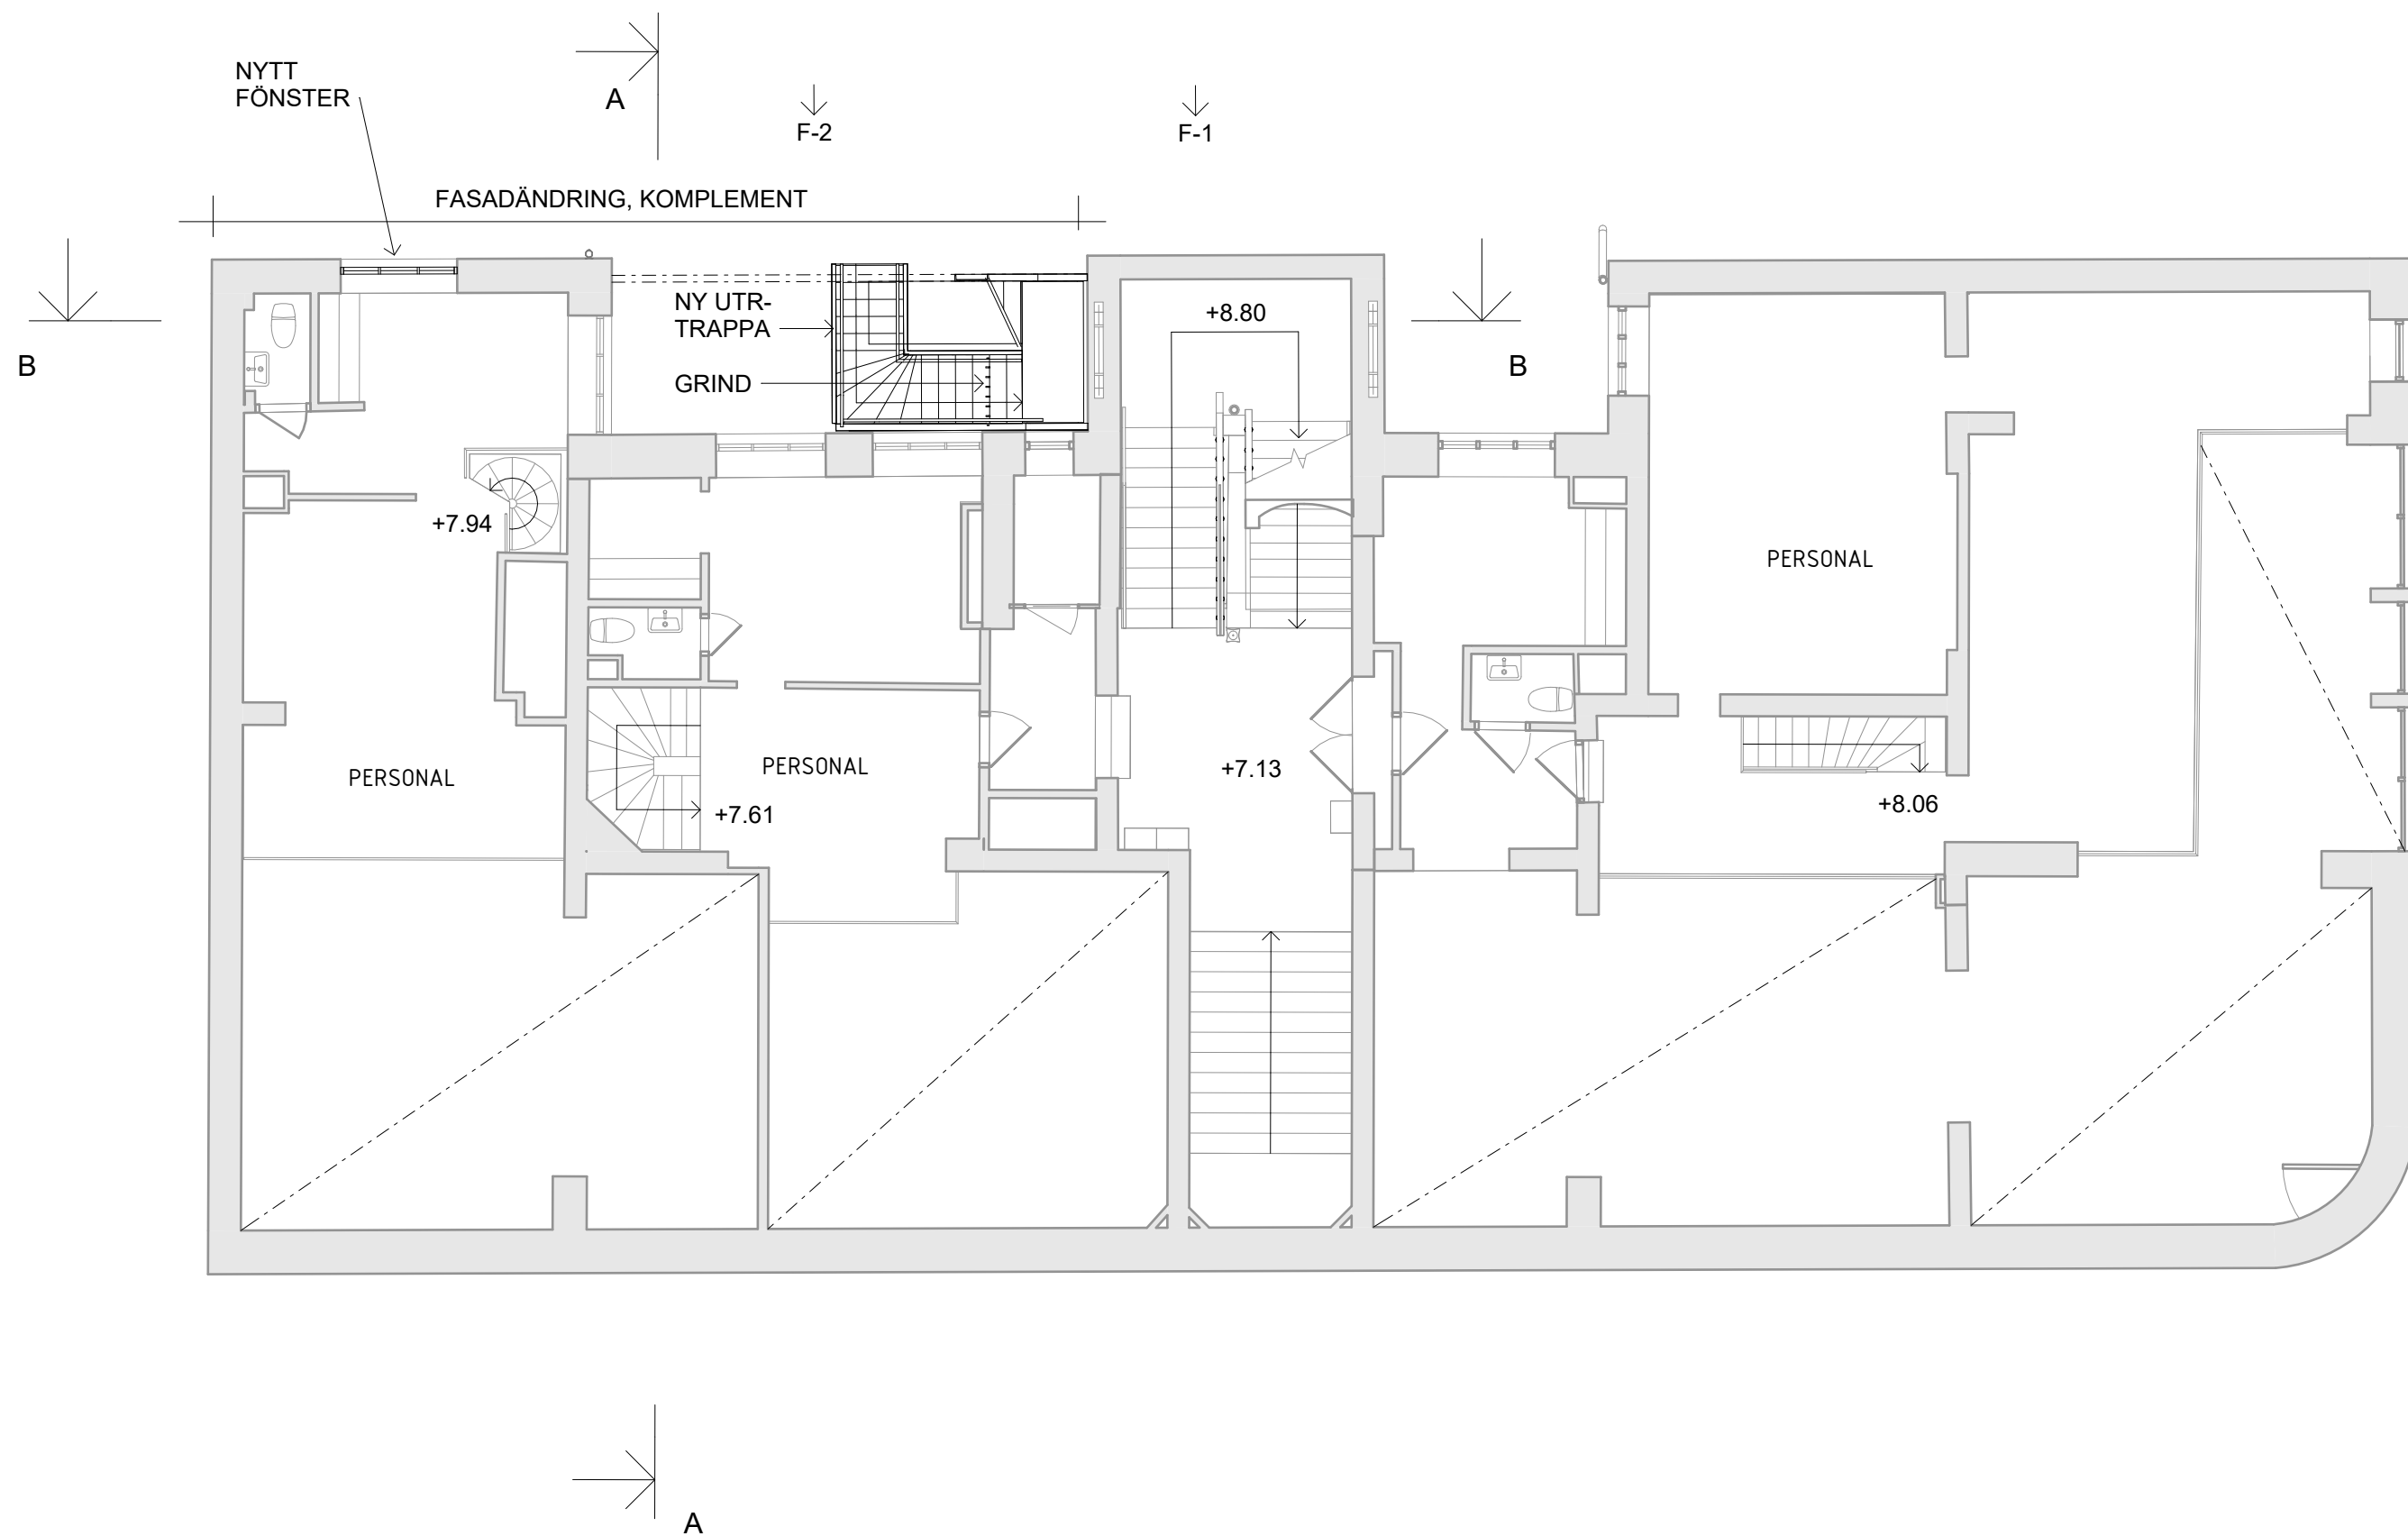 NYTT
FÖNSTER
A
F-2
F-1
FASADÄNDRING, KOMPLEMENT
B
NY UTR-
TRAPPA
GRIND
+8.80
B
+7.94
PERSONAL
PERSONAL
PERSONAL
+7.61
+7.13
+8.06
A